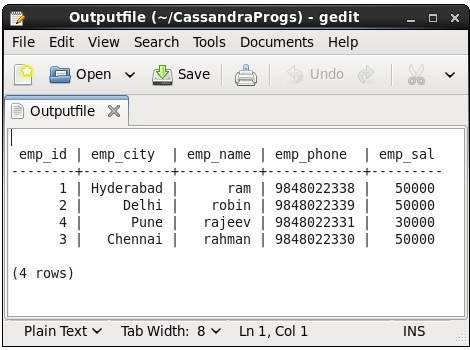 Outputfile (~/CassandraProgs) - gedit
File Edit View Search Tools Documents Help
Open Save Undo
Outputfile
emp_id | emp_city | emp_name | emp_phone | emp_sal
--------+-----------+----------+------------+---------
1 | Hyderabad | ram | 9848022338 | 50000
2 | Delhi | robin | 9848022339 | 50000
4 | Pune | rajeev | 9848022331 | 30000
3 | Chennai | rahman | 9848022330 | 50000
(4 rows)
Plain Text Tab Width: 8 Ln 1, Col 1 INS